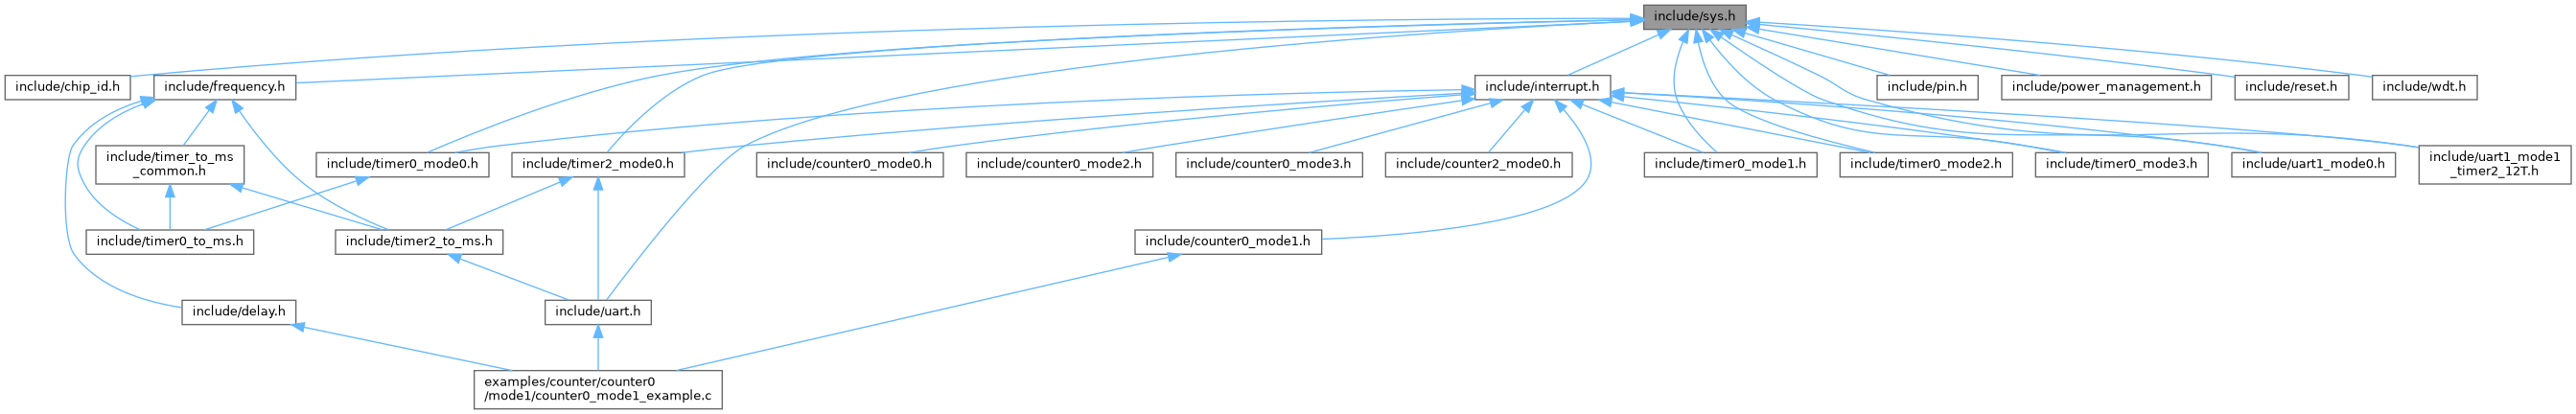 include/sys.h
include/chip_id.h
include/frequency.h
include/interrupt.h
include/pin.h
include/power_management.h
include/reset.h
include/wdt.h
include/timer_to_ms
_common.h
include/timer0_mode0.h
include/timer2_mode0.h
include/counter0_mode0.h
include/counter0_mode2.h
include/counter0_mode3.h
include/counter2_mode0.h
include/timer0_mode1.h
include/timer0_mode2.h
include/timer0_mode3.h
include/uart1_mode0.h
include/uart1_mode1
_timer2_12T.h
include/timer0_to_ms.h
include/timer2_to_ms.h
include/counter0_mode1.h
include/delay.h
include/uart.h
examples/counter/counter0
/mode1/counter0_mode1_example.c